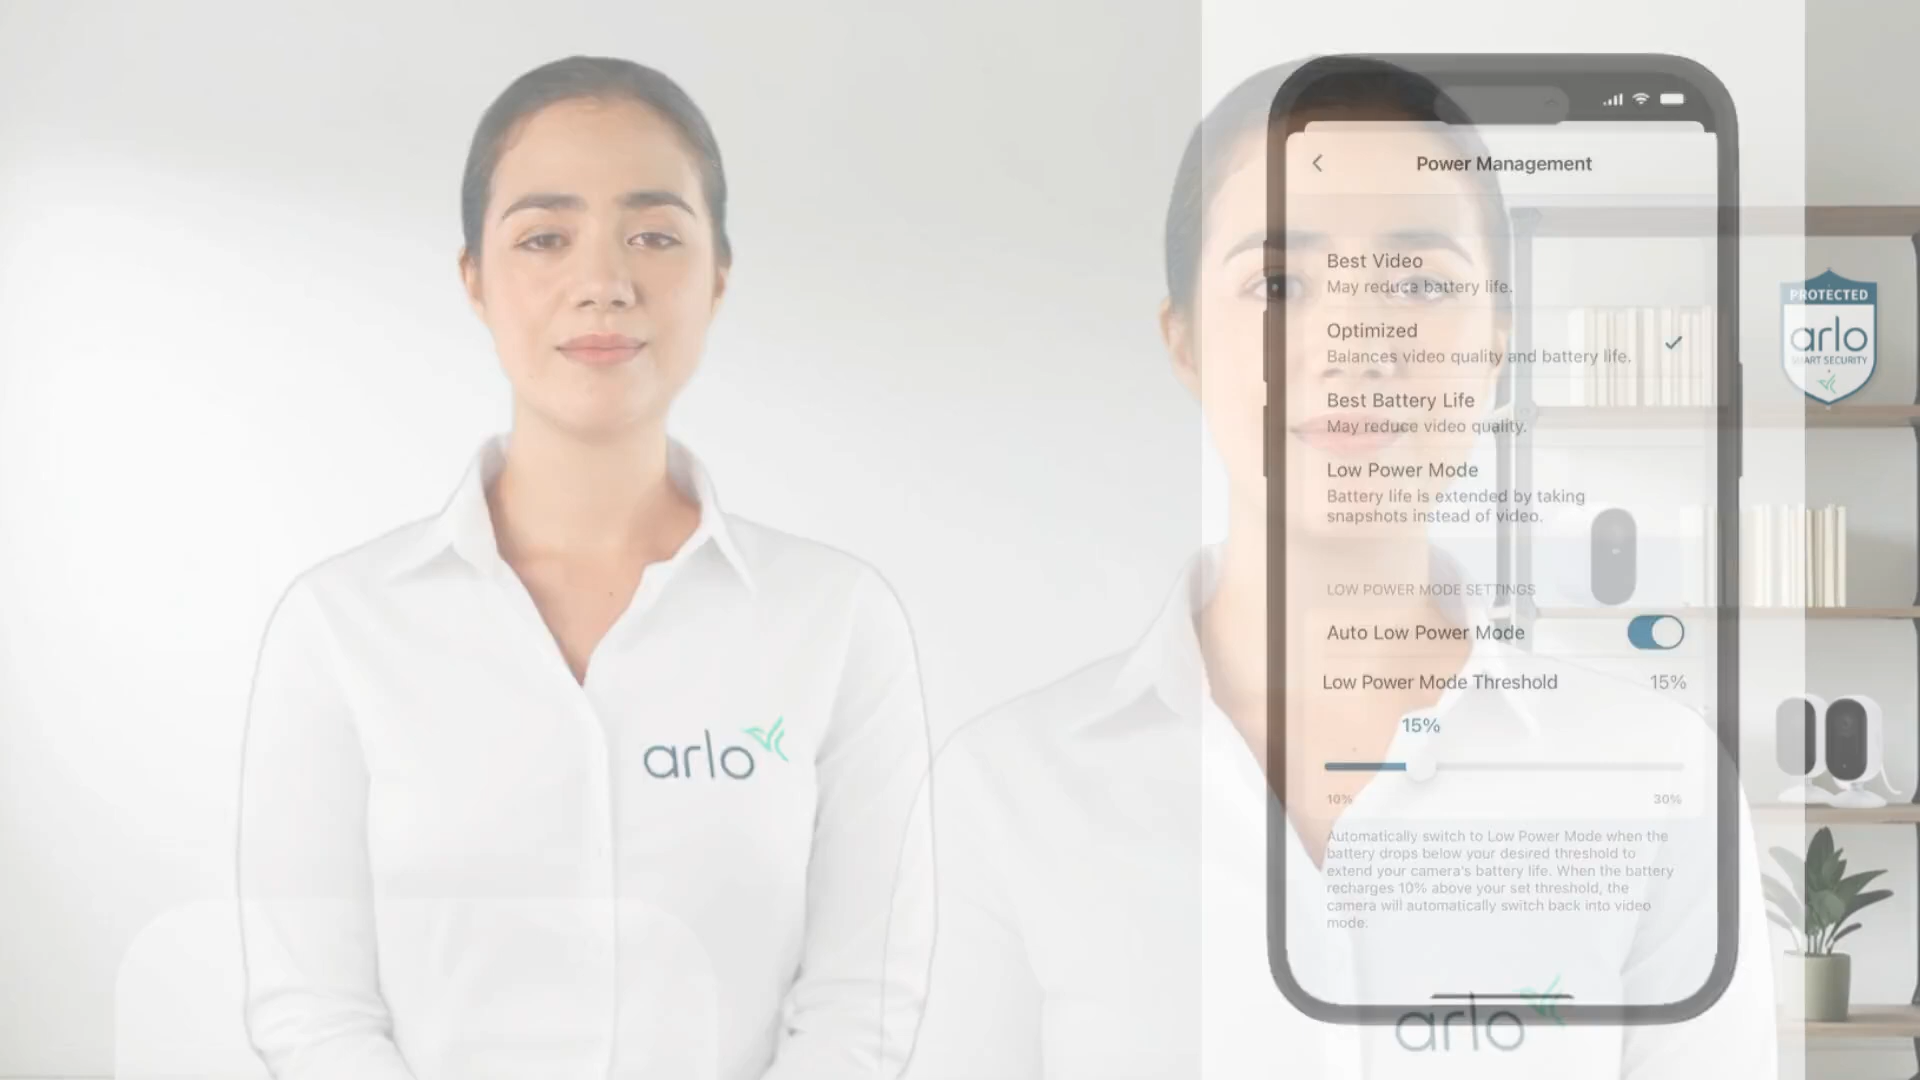 arlo
Power Management
Best Video
May reduce battery life.
Optimized
Balances video quality and battery life.
Best Battery Life
May reduce video quality.
Low Power Mode
Battery life is extended by taking
snapshots instead of video.
LOW POWER MODE SETTINGS
Auto Low Power Mode
Low Power Mode Threshold 15%
15%
10% 30%
Automatically switch to Low Power Mode when the
battery drops below your desired threshold to
extend your camera's battery life. When the battery
recharges 10% above your set threshold, the
camera will automatically switch back into video
mode.
arlo
PROTECTED
arlo
SMART SECURITY